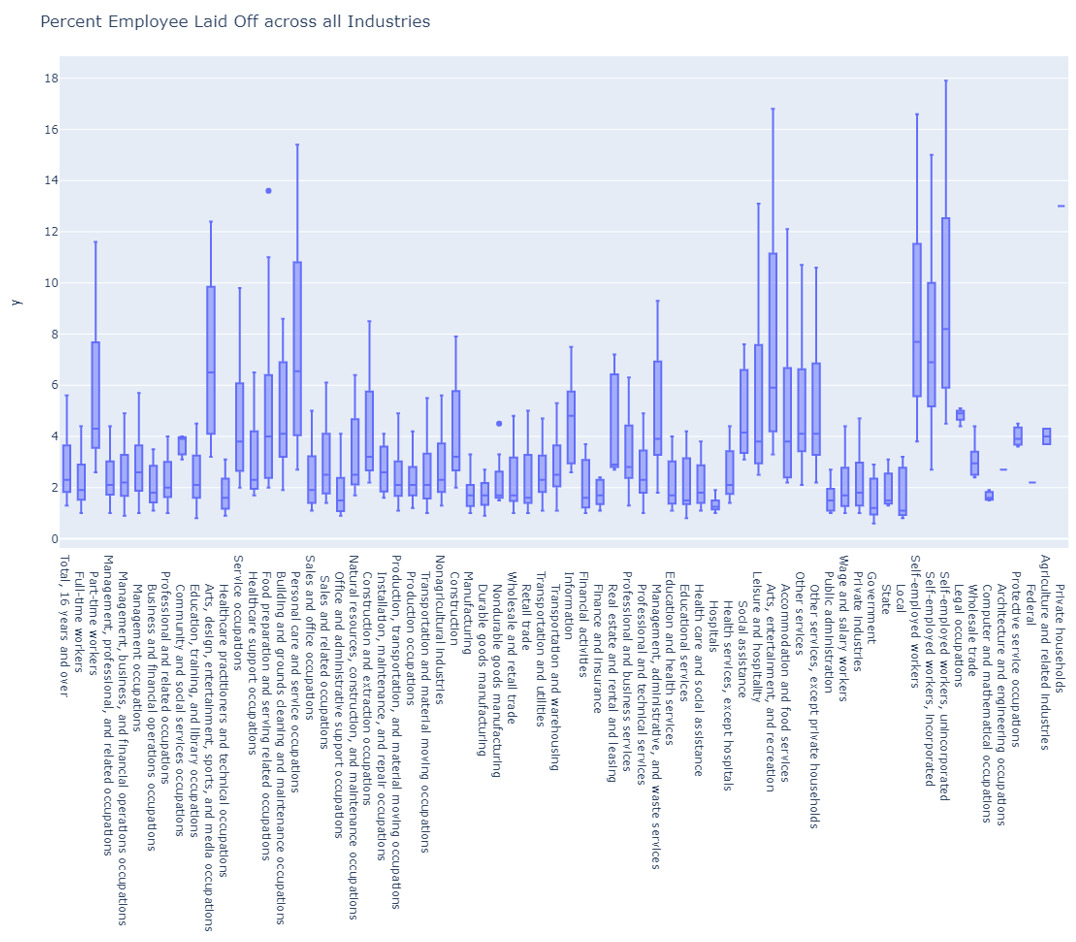 Percent Employee Laid Off across all Industries
18
16
14
12
10
8
6
4
2
0
y
Total, 16 years and over
Full-time workers
Part-time workers
Management, professional, and related occupations
Management, business, and financial operations occupations
Management occupations
Business and financial operations occupations
Professional and related occupations
Community and social services occupations
Education, training, and library occupations
Arts, design, entertainment, sports, and media occupations
Healthcare practitioners and technical occupations
Service occupations
Healthcare support occupations
Food preparation and serving related occupations
Building and grounds cleaning and maintenance occupations
Personal care and service occupations
Sales and office occupations
Sales and related occupations
Office and administrative support occupations
Natural resources, construction, and maintenance occupations
Construction and extraction occupations
Installation, maintenance, and repair occupations
Production, transportation, and material moving occupations
Production occupations
Transportation and material moving occupations
Nonagricultural industries
Construction
Manufacturing
Durable goods manufacturing
Nondurable goods manufacturing
Wholesale and retail trade
Retail trade
Transportation and utilities
Transportation and warehousing
Information
Financial activities
Finance and insurance
Real estate and rental and leasing
Professional and business services
Professional and technical services
Management, administrative, and waste services
Education and health services
Educational services
Health care and social assistance
Hospitals
Health services, except hospitals
Social assistance
Leisure and hospitality
Arts, entertainment, and recreation
Accommodation and food services
Other services
Other services, except private households
Public administration
Wage and salary workers
Private industries
Government
State
Local
Self-employed workers
Self-employed workers, incorporated
Self-employed workers, unincorporated
Legal occupations
Wholesale trade
Computer and mathematical occupations
Architecture and engineering occupations
Protective service occupations
Federal
Agriculture and related industries
Private households